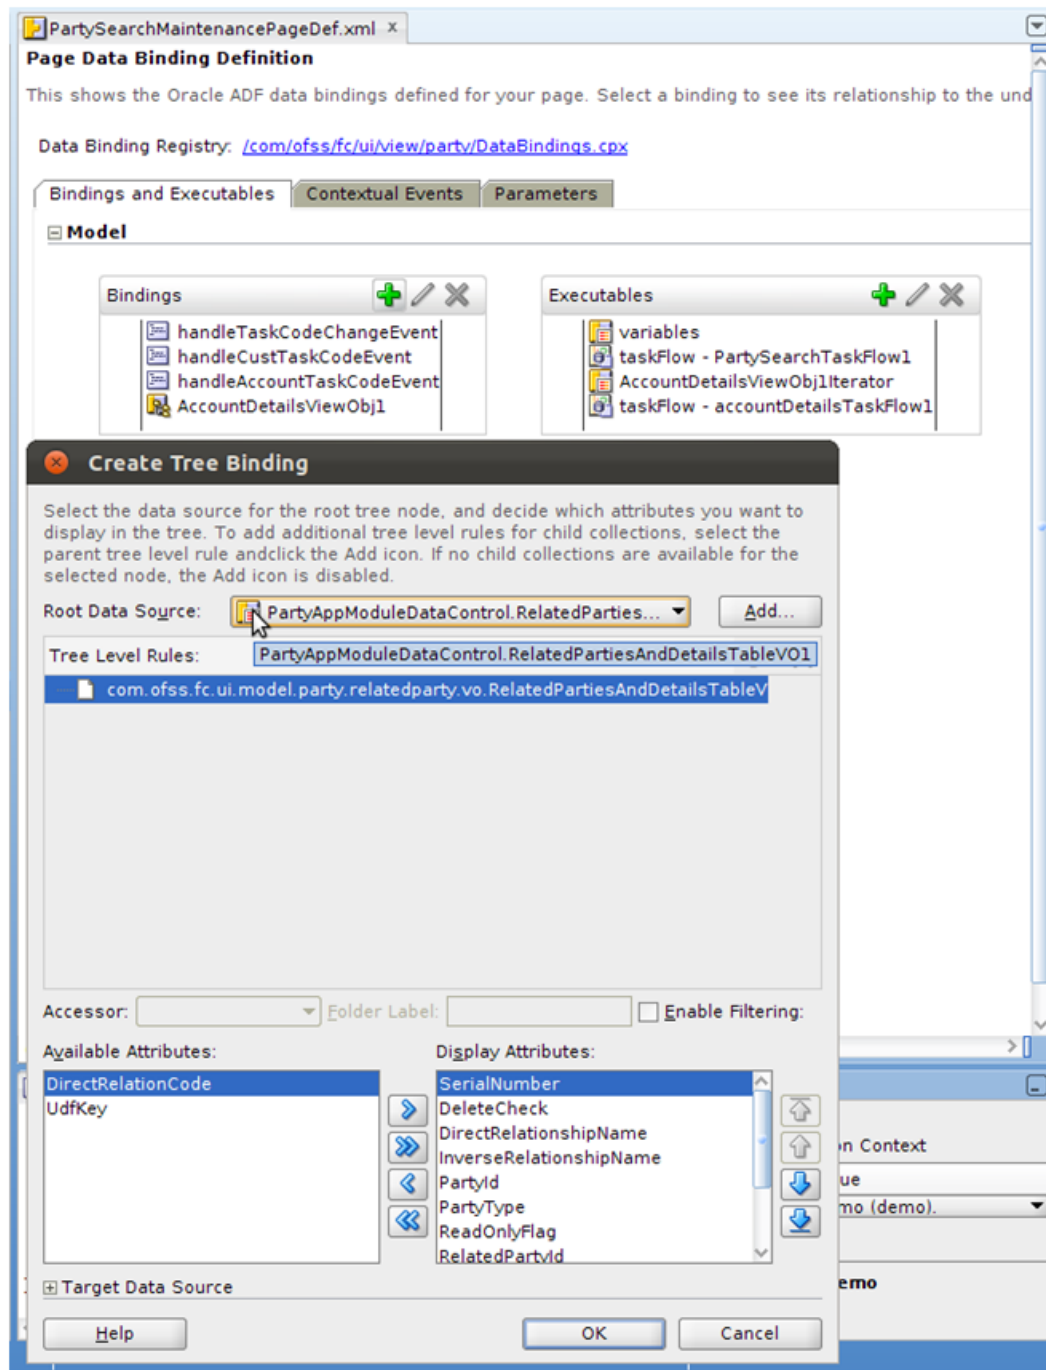 PartySearchMaintenancePageDef.xml x
Page Data Binding Definition
This shows the Oracle ADF data bindings defined for your page. Select a binding to see its relationship to the und
Data Binding Registry: /com/ofss/fc/ui/view/party/DataBindings.cpx
Bindings and Executables Contextual Events Parameters
Model
Bindings Executables
handleTaskCodeChangeEvent variables
handleCustTaskCodeEvent taskFlow - PartySearchTaskFlow1
handleAccountTaskCodeEvent AccountDetailsViewObj1Iterator
AccountDetailsViewObj1 taskFlow - accountDetailsTaskFlow1
Create Tree Binding
Select the data source for the root tree node, and decide which attributes you want to
display in the tree. To add additional tree level rules for child collections, select the
parent tree level rule andclick the Add icon. If no child collections are available for the
selected node, the Add icon is disabled.
Root Data Source: PartyAppModuleDataControl.RelatedParties... Add...
Tree Level Rules: PartyAppModuleDataControl.RelatedPartiesAndDetailsTableVO1
com.ofss.fc.ui.model.party.relatedparty.vo.RelatedPartiesAndDetailsTableV
Accessor: Folder Label: Enable Filtering:
Available Attributes: Display Attributes:
DirectRelationCode SerialNumber
UdfKey DeleteCheck
DirectRelationshipName
InverseRelationshipName
PartyId
PartyType
ReadOnlyFlag
RelatedPartyId
on Context
ue
mo (demo).
emo
Target Data Source
Help OK Cancel